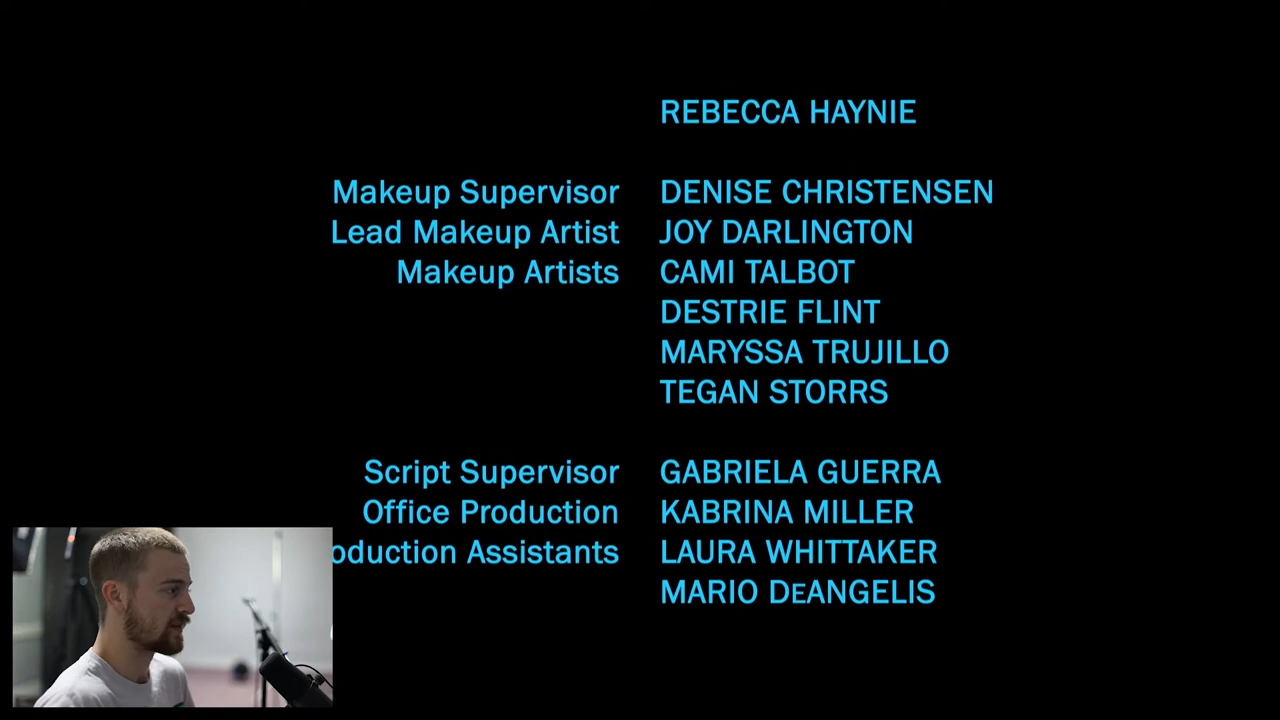 REBECCA HAYNIE
Makeup Supervisor DENISE CHRISTENSEN
Lead Makeup Artist JOY DARLINGTON
Makeup Artists CAMI TALBOT
DESTRIE FLINT
MARYSSA TRUJILLO
TEGAN STORRS
Script Supervisor GABRIELA GUERRA
Office Production KABRINA MILLER
oduction Assistants LAURA WHITTAKER
MARIO DEANGELIS